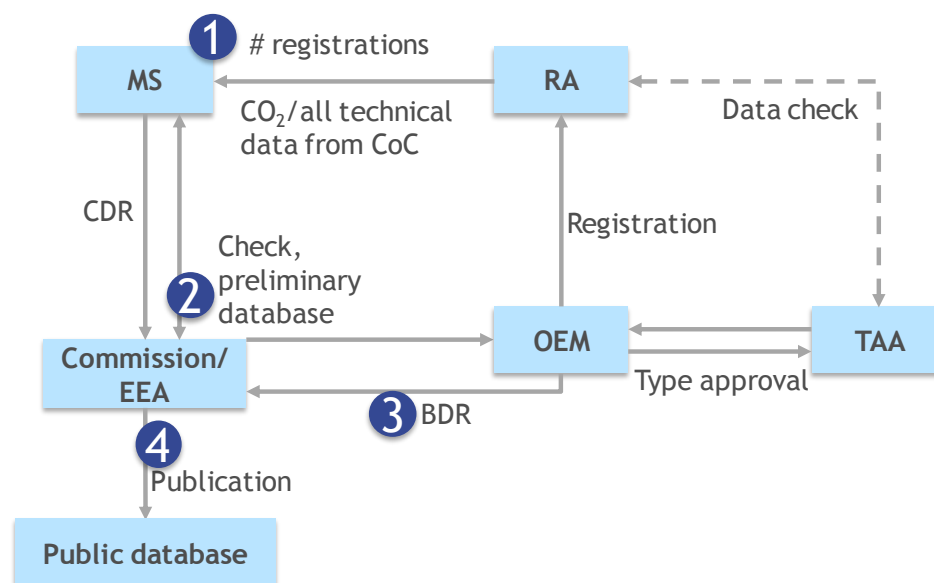 1
# registrations
MS
RA
CO₂/all technical
data from CoC
Data check
CDR
Registration
Check,
preliminary
database
2
Commission/
EEA
OEM
TAA
Type approval
3
BDR
4
Publication
Public database